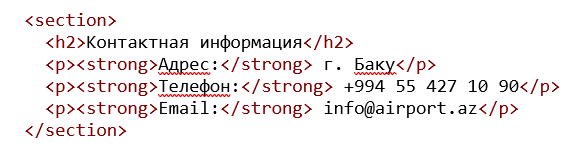 <section>
<h2>Контактная информация</h2>
<p><strong>Адрес:</strong> г. Баку</p>
<p><strong>Телефон:</strong> +994 55 427 10 90</p>
<p><strong>Email:</strong> info@airport.az</p>
</section>